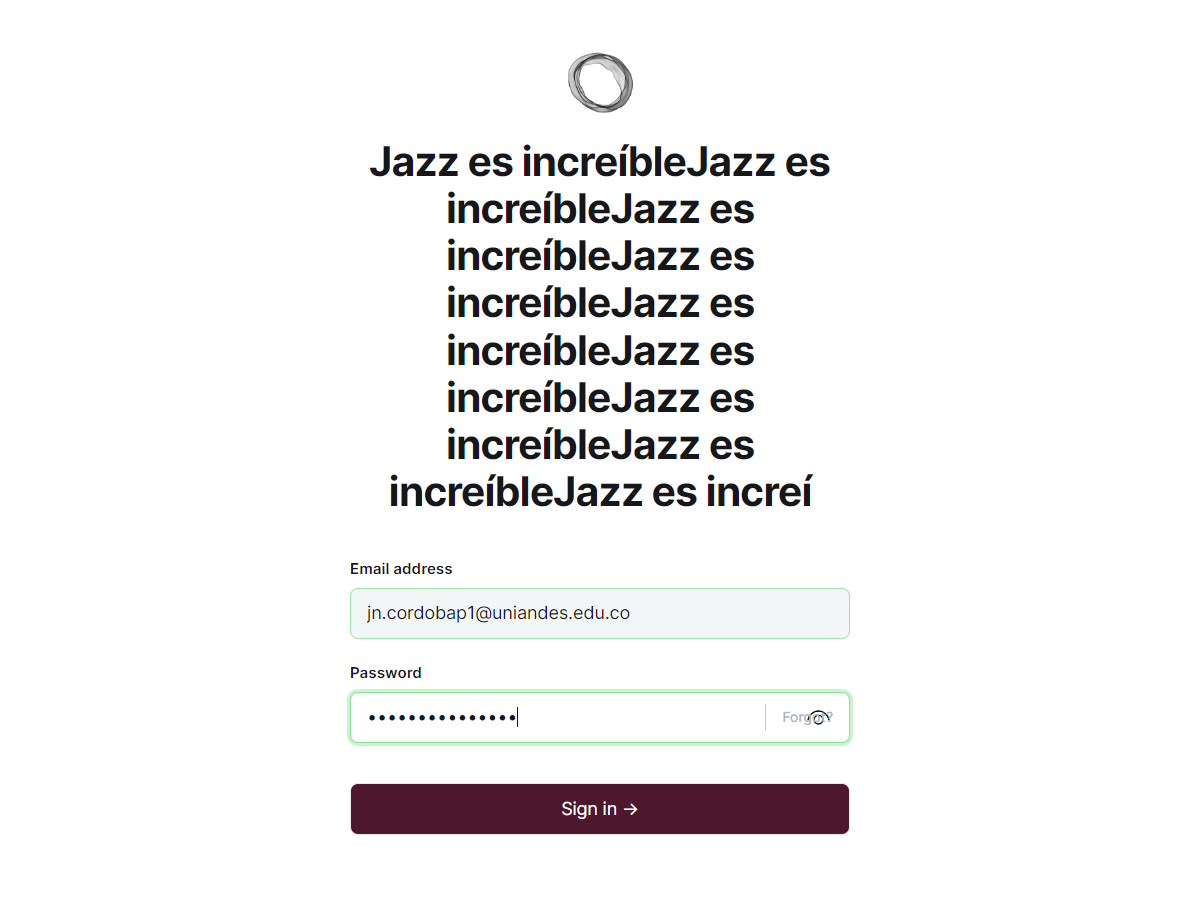 Jazz es increíbleJazz es
increíbleJazz es
increíbleJazz es
increíbleJazz es
increíbleJazz es
increíbleJazz es
increíbleJazz es
increíbleJazz es increí
Email address
jn.cordobap1@uniandes.edu.co
Password
•••••••••••••••
Forgot?
Sign in →